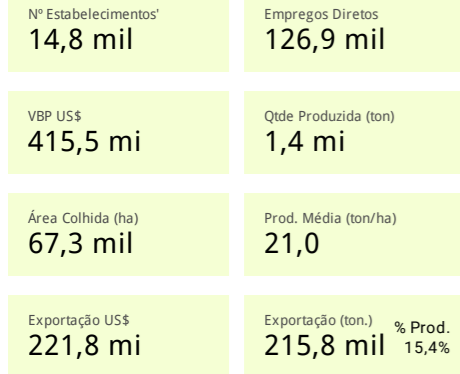 Nº Estabelecimentos'
14,8 mil
Empregos Diretos
126,9 mil
VBP US$
415,5 mi
Qtde Produzida (ton)
1,4 mi
Área Colhida (ha)
67,3 mil
Prod. Média (ton/ha)
21,0
Exportação US$
221,8 mi
Exportação (ton.)
215,8 mil
% Prod.
15,4%